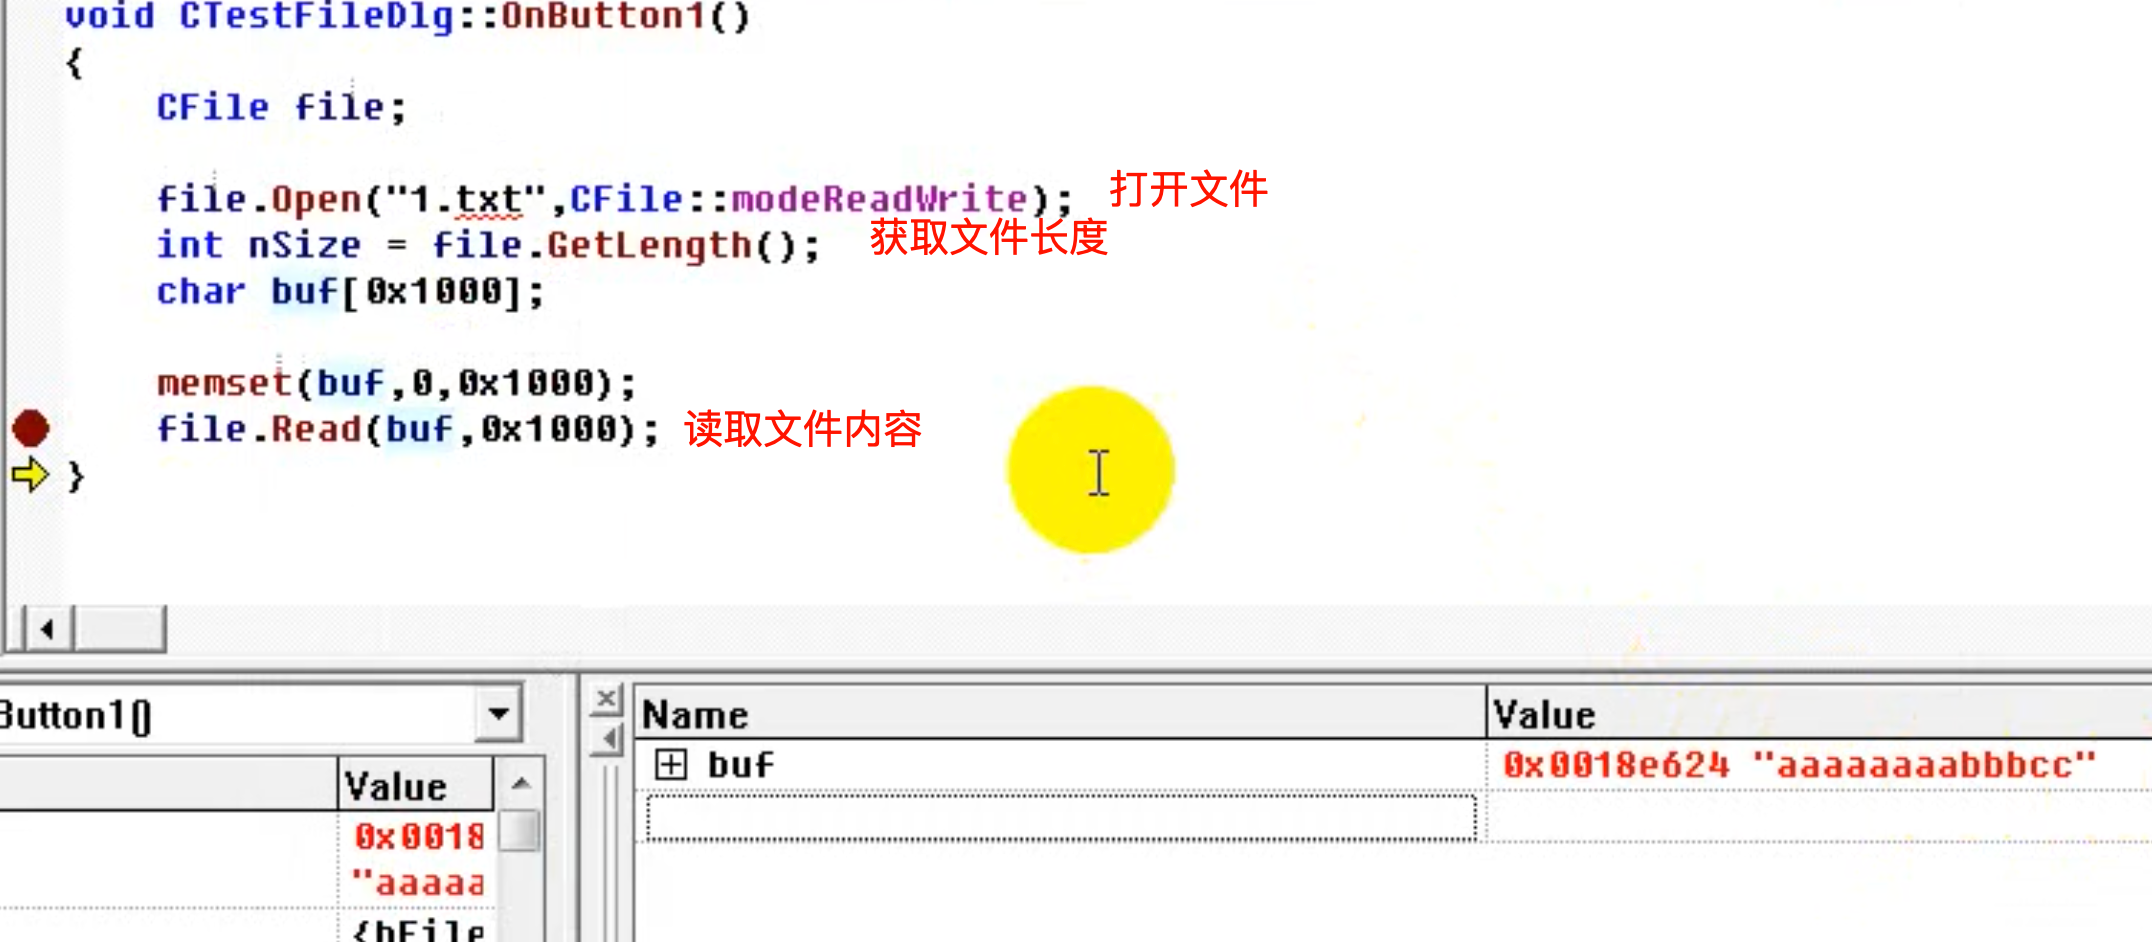 void CTestFileDlg::OnButton1()
{
CFile file;
file.Open("1.txt",CFile::modeReadWrite); 打开文件
int nSize = file.GetLength(); 获取文件长度
char buf[0x1000];
memset(buf,0,0x1000);
file.Read(buf,0x1000); 读取文件内容
}
Button1()
Value
0x0018
"aaaaa
{hFile
Name Value
buf 0x0018e624 "aaaaaaaabbbcc"